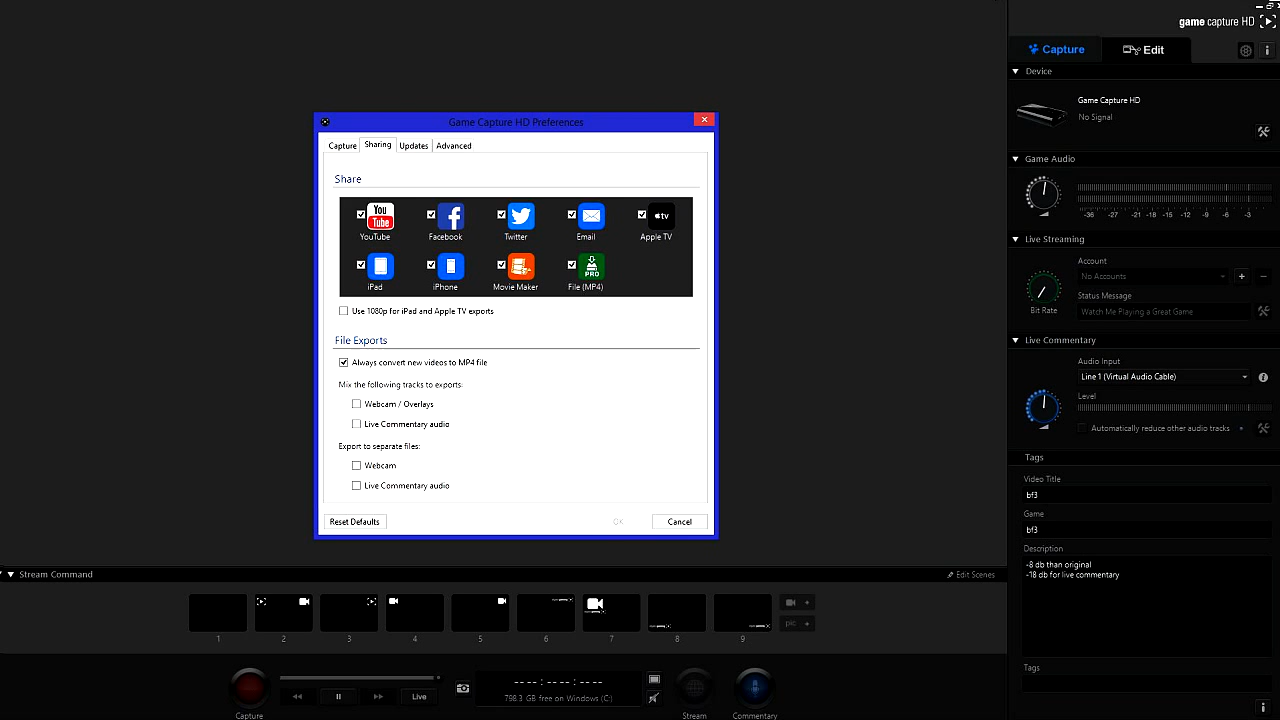 game capture HD
Capture
Edit
Device
Game Capture HD
No Signal
Game Audio
-36 -27 -21 -18 -15 -12 -9 -6 -3
Live Streaming
Account
No Accounts
Status Message
Watch Me Playing a Great Game
Bit Rate
Live Commentary
Audio Input
Line 1 (Virtual Audio Cable)
Level
Automatically reduce other audio tracks
Tags
Video Title
bf3
Game
bf3
Description
-8 db than original
-18 db for live commentary
Tags
Game Capture HD Preferences
Capture Sharing Updates Advanced
Share
You Tube
tv
YouTube Facebook Twitter Email Apple TV
PRO
iPad iPhone Movie Maker File (MP4)
Use 1080p for iPad and Apple TV exports
File Exports
Always convert new videos to MP4 file
Mix the following tracks to exports:
Webcam / Overlays
Live Commentary audio
Export to separate files:
Webcam
Live Commentary audio
Reset Defaults OK Cancel
Stream Command
Edit Scenes
1 2 3 4 5 6 7 8 9
pic
Live
798.3 GB free on Windows (C:)
Capture Stream Commentary